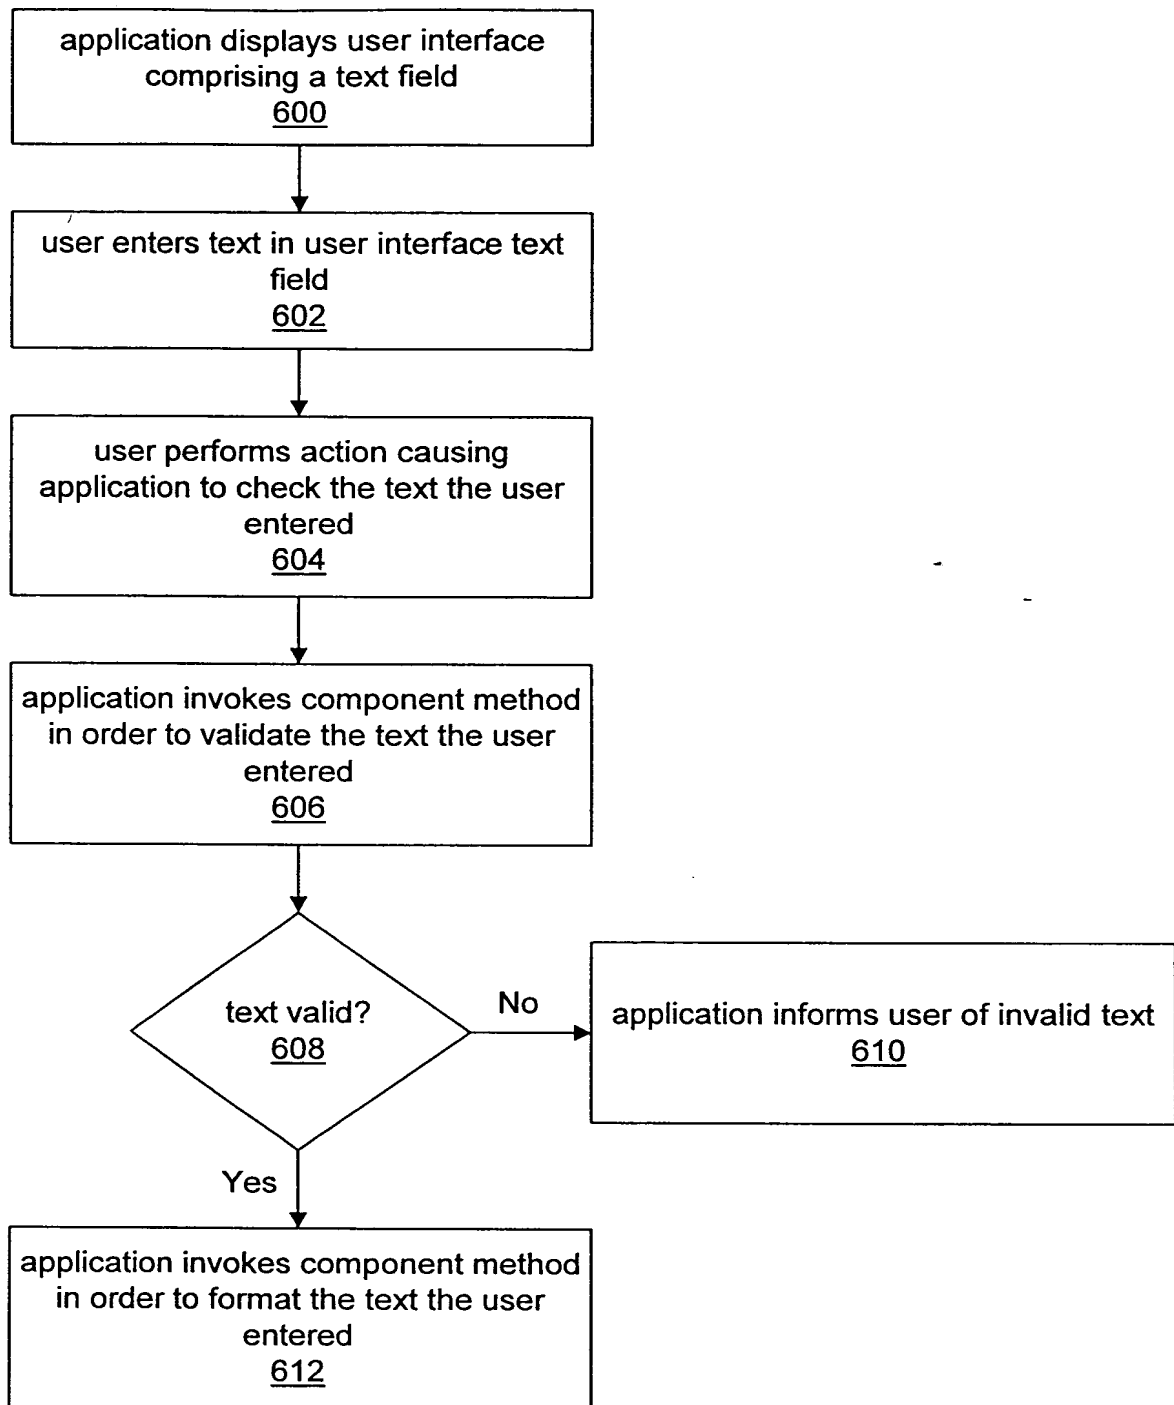 application displays user interface
comprising a text field
600
user enters text in user interface text
field
602
user performs action causing
application to check the text the user
entered
604
application invokes component method
in order to validate the text the user
entered
606
text valid?
608
No
application informs user of invalid text
610
Yes
application invokes component method
in order to format the text the user
entered
612